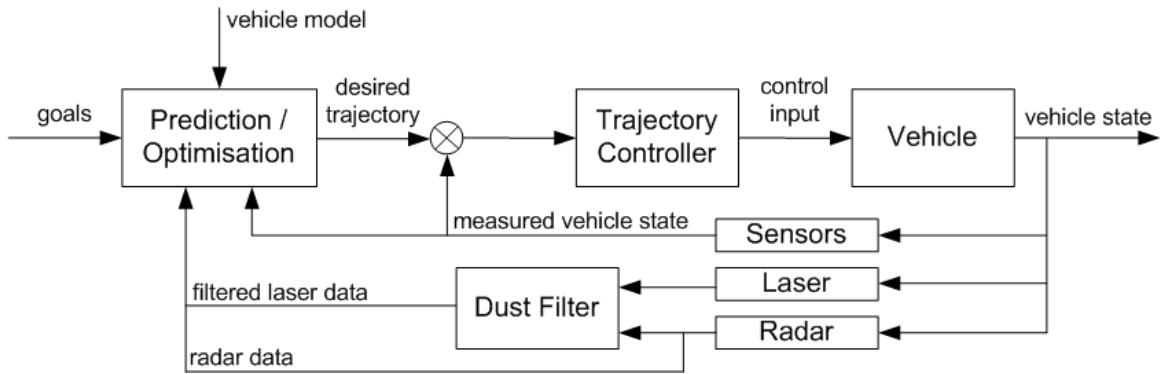 vehicle model
goals
Prediction /
Optimisation
desired
trajectory
Trajectory
Controller
control
input
Vehicle
vehicle state
measured vehicle state
Sensors
filtered laser data
Dust Filter
Laser
Radar
radar data